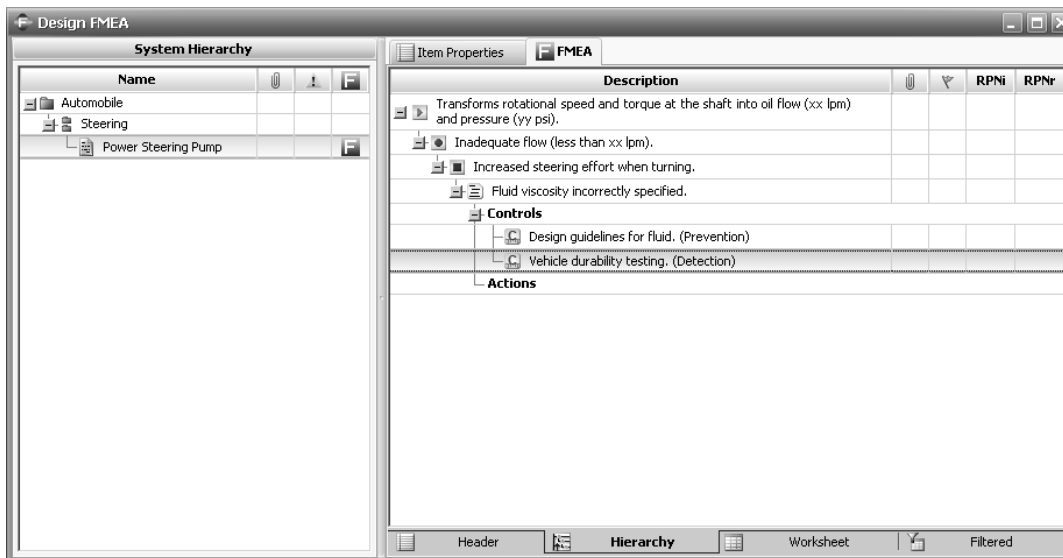 Design FMEA
System Hierarchy
Name
Automobile
Steering
Power Steering Pump
F
Item Properties
FMEA
Description
RPNi
RPNr
Transforms rotational speed and torque at the shaft into oil flow (xx lpm)
and pressure (yy psi).
Inadequate flow (less than xx lpm).
Increased steering effort when turning.
Fluid viscosity incorrectly specified.
Controls
Design guidelines for fluid. (Prevention)
Vehicle durability testing. (Detection)
Actions
Header
Hierarchy
Worksheet
Filtered